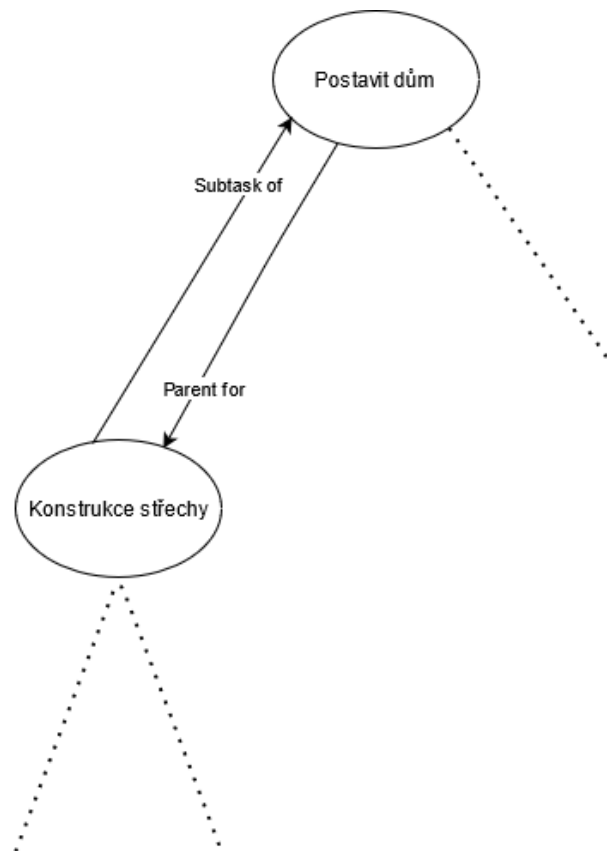 Postavit dům
Subtask of
Parent for
Konstrukce střechy